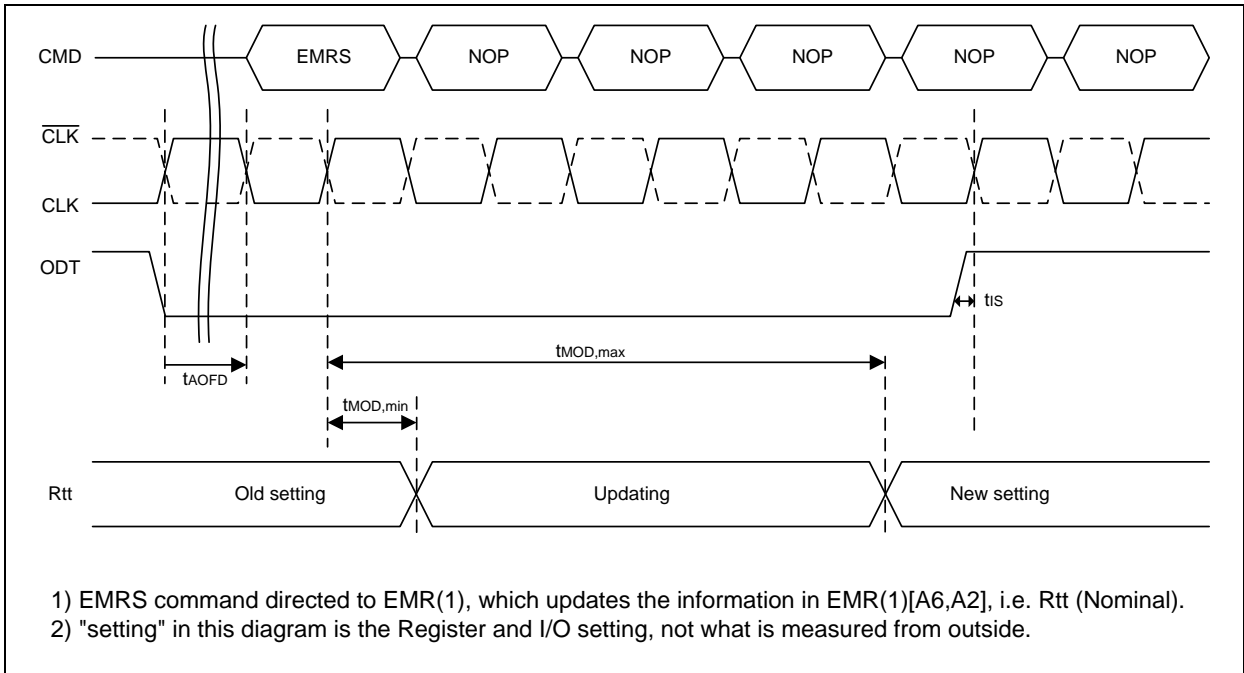 CMD EMRS NOP NOP NOP NOP NOP
CLK
CLK
ODT
tIS
tMOD,max
tAOFD
tMOD,min
Rtt Old setting Updating New setting
1) EMRS command directed to EMR(1), which updates the information in EMR(1)[A6,A2], i.e. Rtt (Nominal).
2) "setting" in this diagram is the Register and I/O setting, not what is measured from outside.